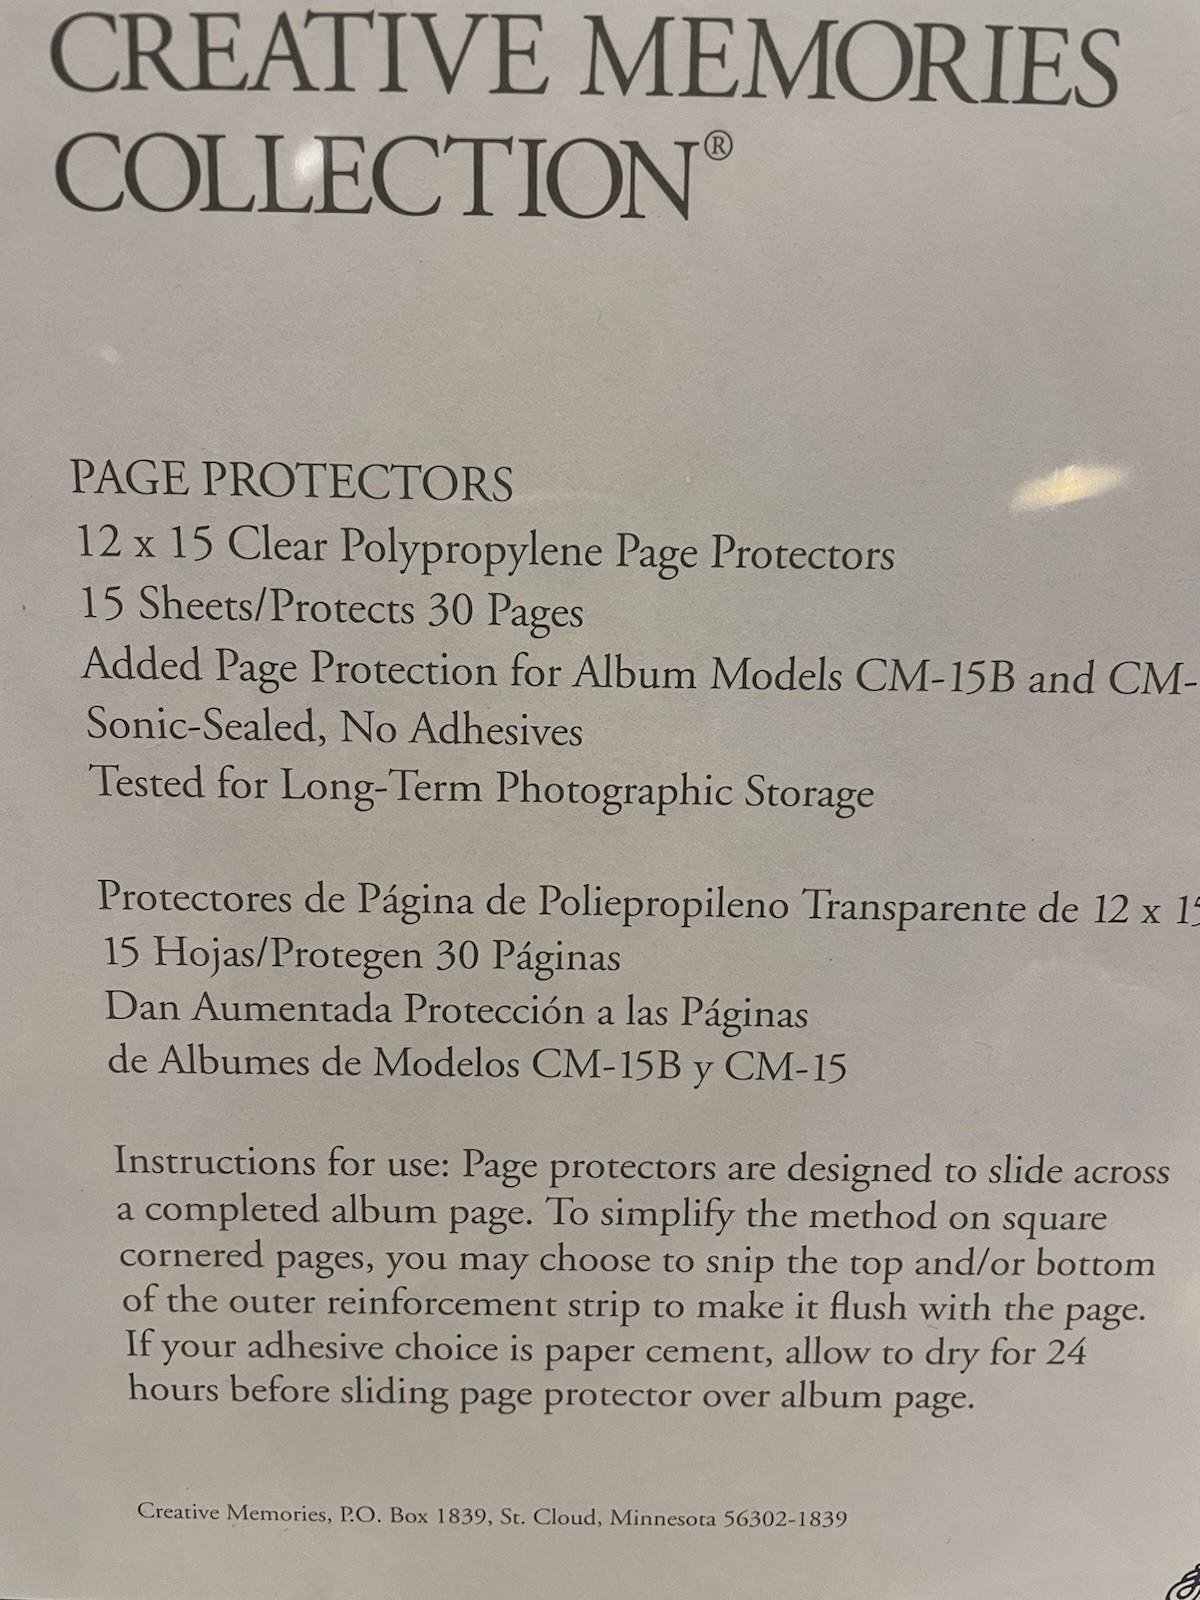 CREATIVE MEMORIES
COLLECTION®
PAGE PROTECTORS
12 x 15 Clear Polypropylene Page Protectors
15 Sheets/Protects 30 Pages
Added Page Protection for Album Models CM-15B and CM-
Sonic-Sealed, No Adhesives
Tested for Long-Term Photographic Storage
Protectores de Página de Poliepropileno Transparente de 12 x 15
15 Hojas/Protegen 30 Páginas
Dan Aumentada Protección a las Páginas
de Albumes de Modelos CM-15B y CM-15
Instructions for use: Page protectors are designed to slide across
a completed album page. To simplify the method on square
cornered pages, you may choose to snip the top and/or bottom
of the outer reinforcement strip to make it flush with the page.
If your adhesive choice is paper cement, allow to dry for 24
hours before sliding page protector over album page.
Creative Memories, P.O. Box 1839, St. Cloud, Minnesota 56302-1839